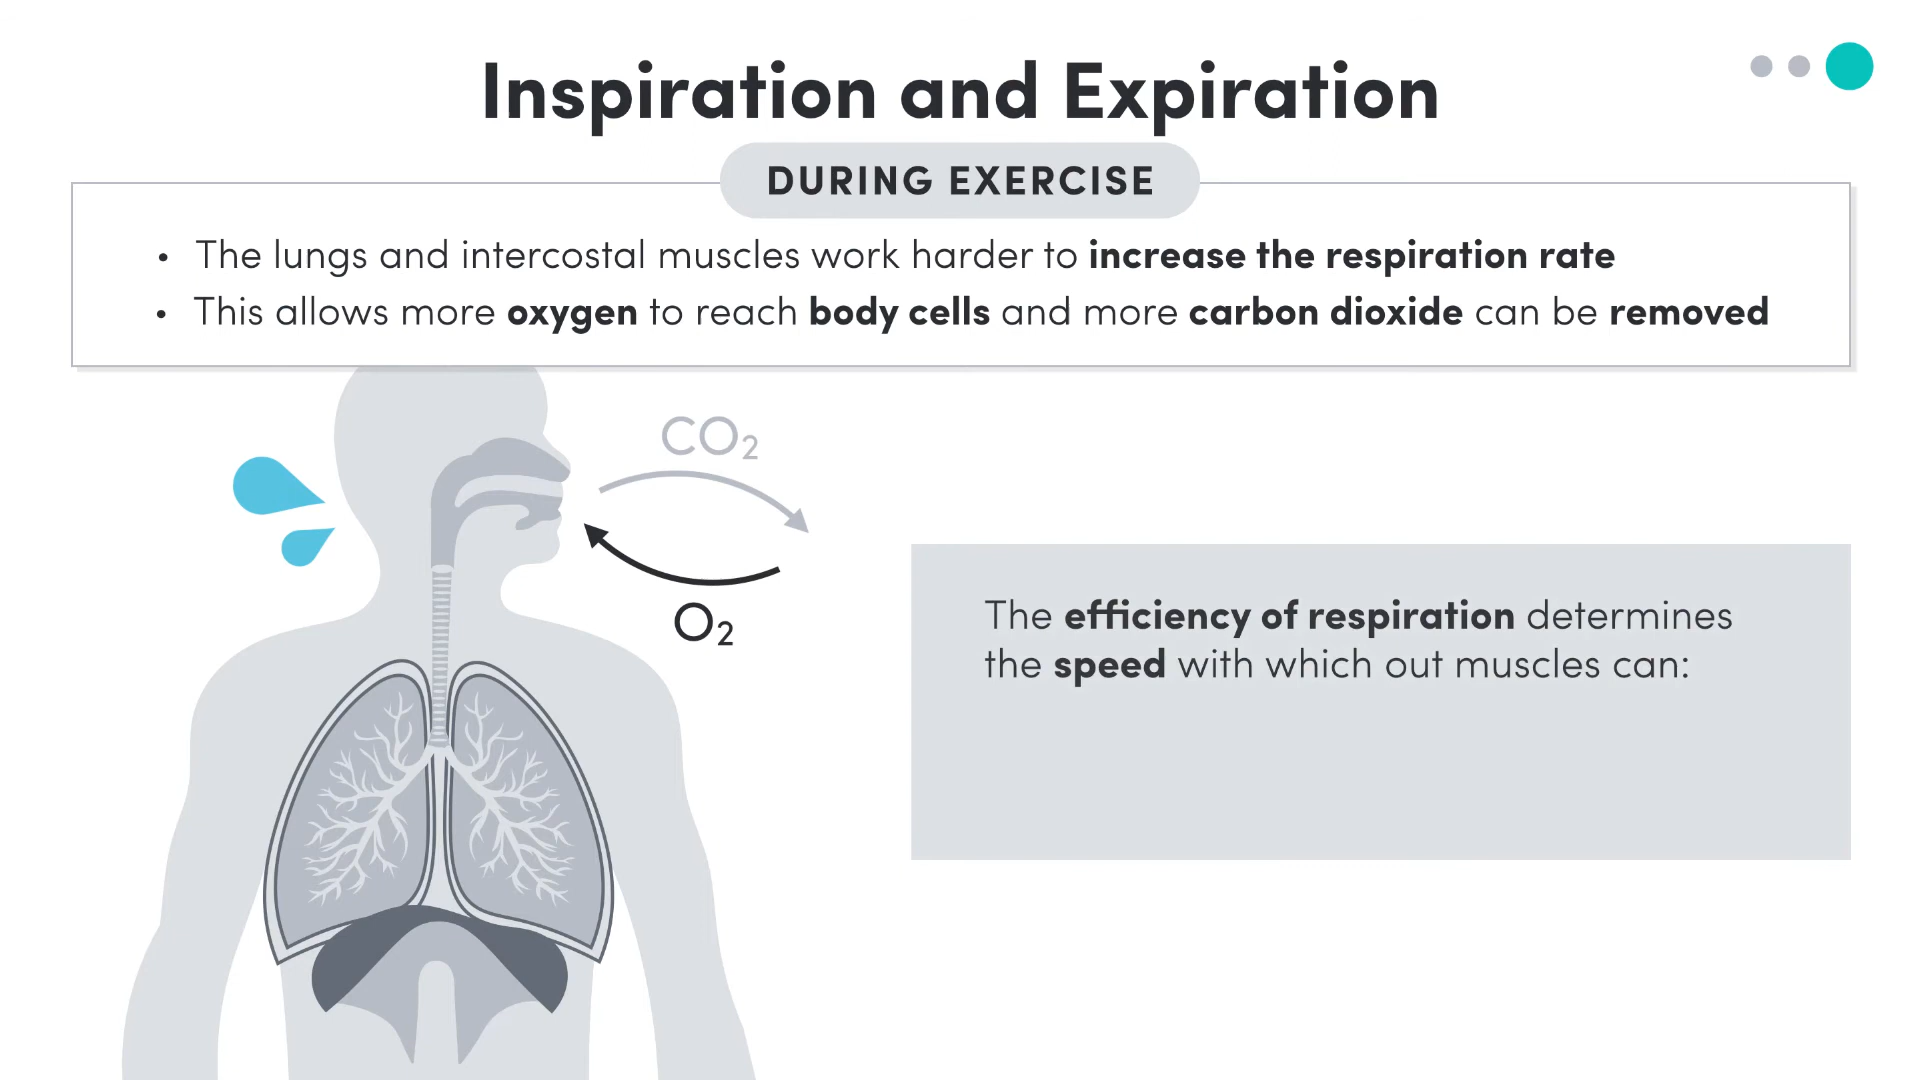 Inspiration and Expiration
DURING EXERCISE
• The lungs and intercostal muscles work harder to increase the respiration rate
• This allows more oxygen to reach body cells and more carbon dioxide can be removed
CO₂
O₂
The efficiency of respiration determines
the speed with which out muscles can: